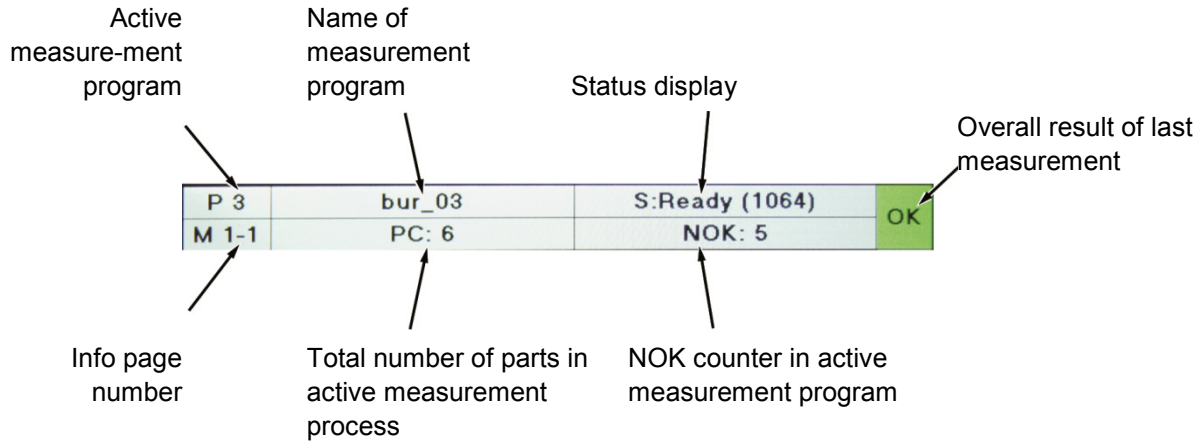 Active
measure-ment
program
Name of
measurement
program
Status display
Overall result of last
measurement
P 3
bur_03
S:Ready (1064)
OK
M 1-1
PC: 6
NOK: 5
Info page
number
Total number of parts in
active measurement
process
NOK counter in active
measurement program